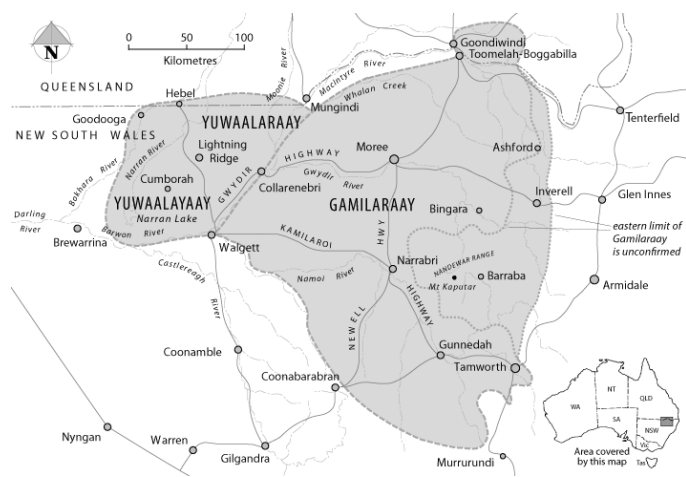 N
0 50 100
Kilometres
QUEENSLAND
NEW SOUTH WALES
Goondiwindi
Toomelah-Boggabilla
Moonie River
MacIntyre River
Whalan Creek
Hebel
Mungindi
Goodooga
YUWAALARAAY
Tenterfield
Lightning
Ridge
Narran River
Bokhara River
Moree
GWYDIR HIGHWAY
Gwydir River
Ashford
Cumborah
Collarenebri
Inverell
Glen Innes
YUWAALAYAAY
Narran Lake
GAMILARAAY
Bingara
Darling
River
Barwon River
Brewarrina
Walgett
KAMILAROI HWY
eastern limit of
Gamilaraay
is unconfirmed
Castlereagh River
Namoi River
Narrabri
NANDEWAR RANGE
Mt Kaputar
Barraba
Armidale
NEWELL HIGHWAY
Coonamble
Gunnedah
Tamworth
Coonabarabran
Nyngan
Warren
Gilgandra
Murrurundi
WA
NT
QLD
SA
NSW
Vic
Tas
Area covered
by this map